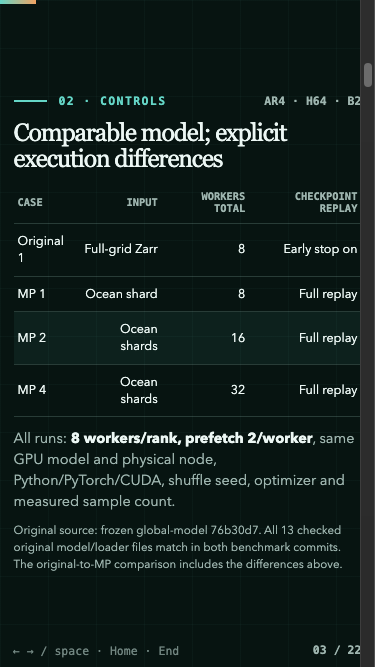 02 · CONTROLS
AR4 · H64 · B2
Comparable model; explicit
execution differences
CASE INPUT WORKERS TOTAL CHECKPOINT REPLAY
Original 1 Full-grid Zarr 8 Early stop on
MP 1 Ocean shard 8 Full replay
MP 2 Ocean shards 16 Full replay
MP 4 Ocean shards 32 Full replay
All runs: 8 workers/rank, prefetch 2/worker, same
GPU model and physical node,
Python/PyTorch/CUDA, shuffle seed, optimizer and
measured sample count.
Original source: frozen global-model 76b30d7. All 13 checked
original model/loader files match in both benchmark commits.
The original-to-MP comparison includes the differences above.
← → / space · Home · End
03 / 22